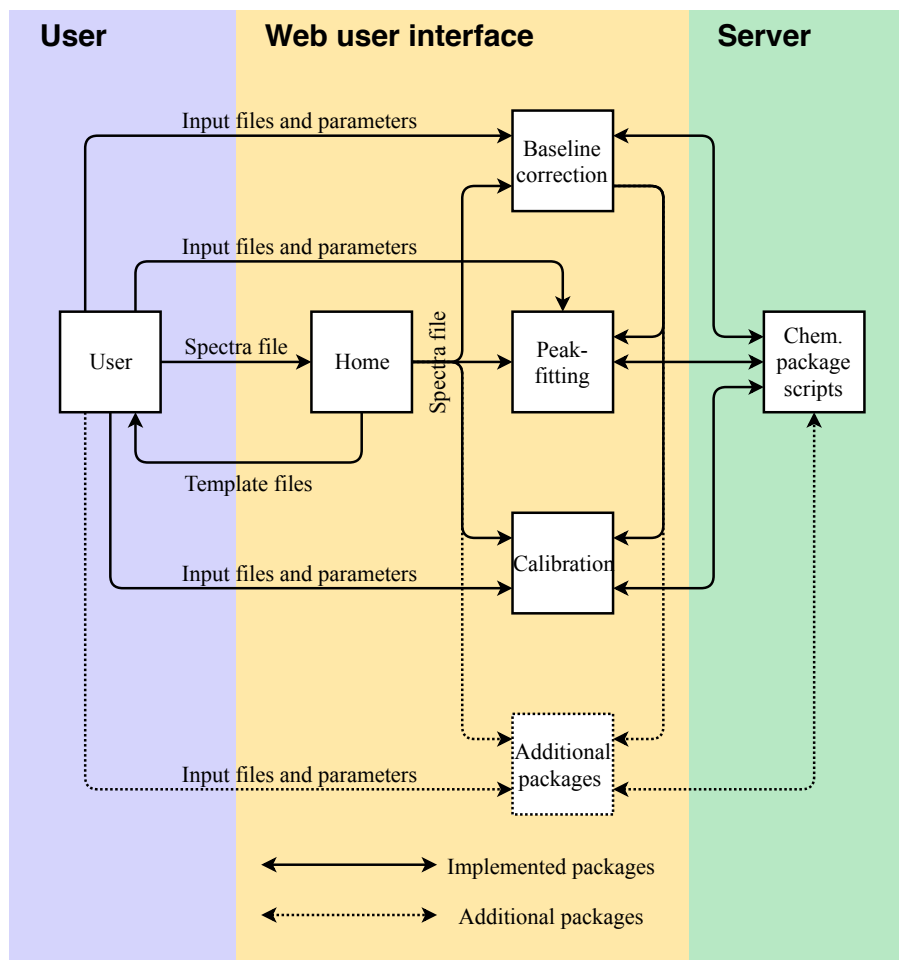 User
Web user interface
Server
Input files and parameters
Baseline
correction
Input files and parameters
User
Spectra file
Home
Spectra file
Peak-
fitting
Chem.
package
scripts
Template files
Input files and parameters
Calibration
Input files and parameters
Additional
packages
Implemented packages
Additional packages